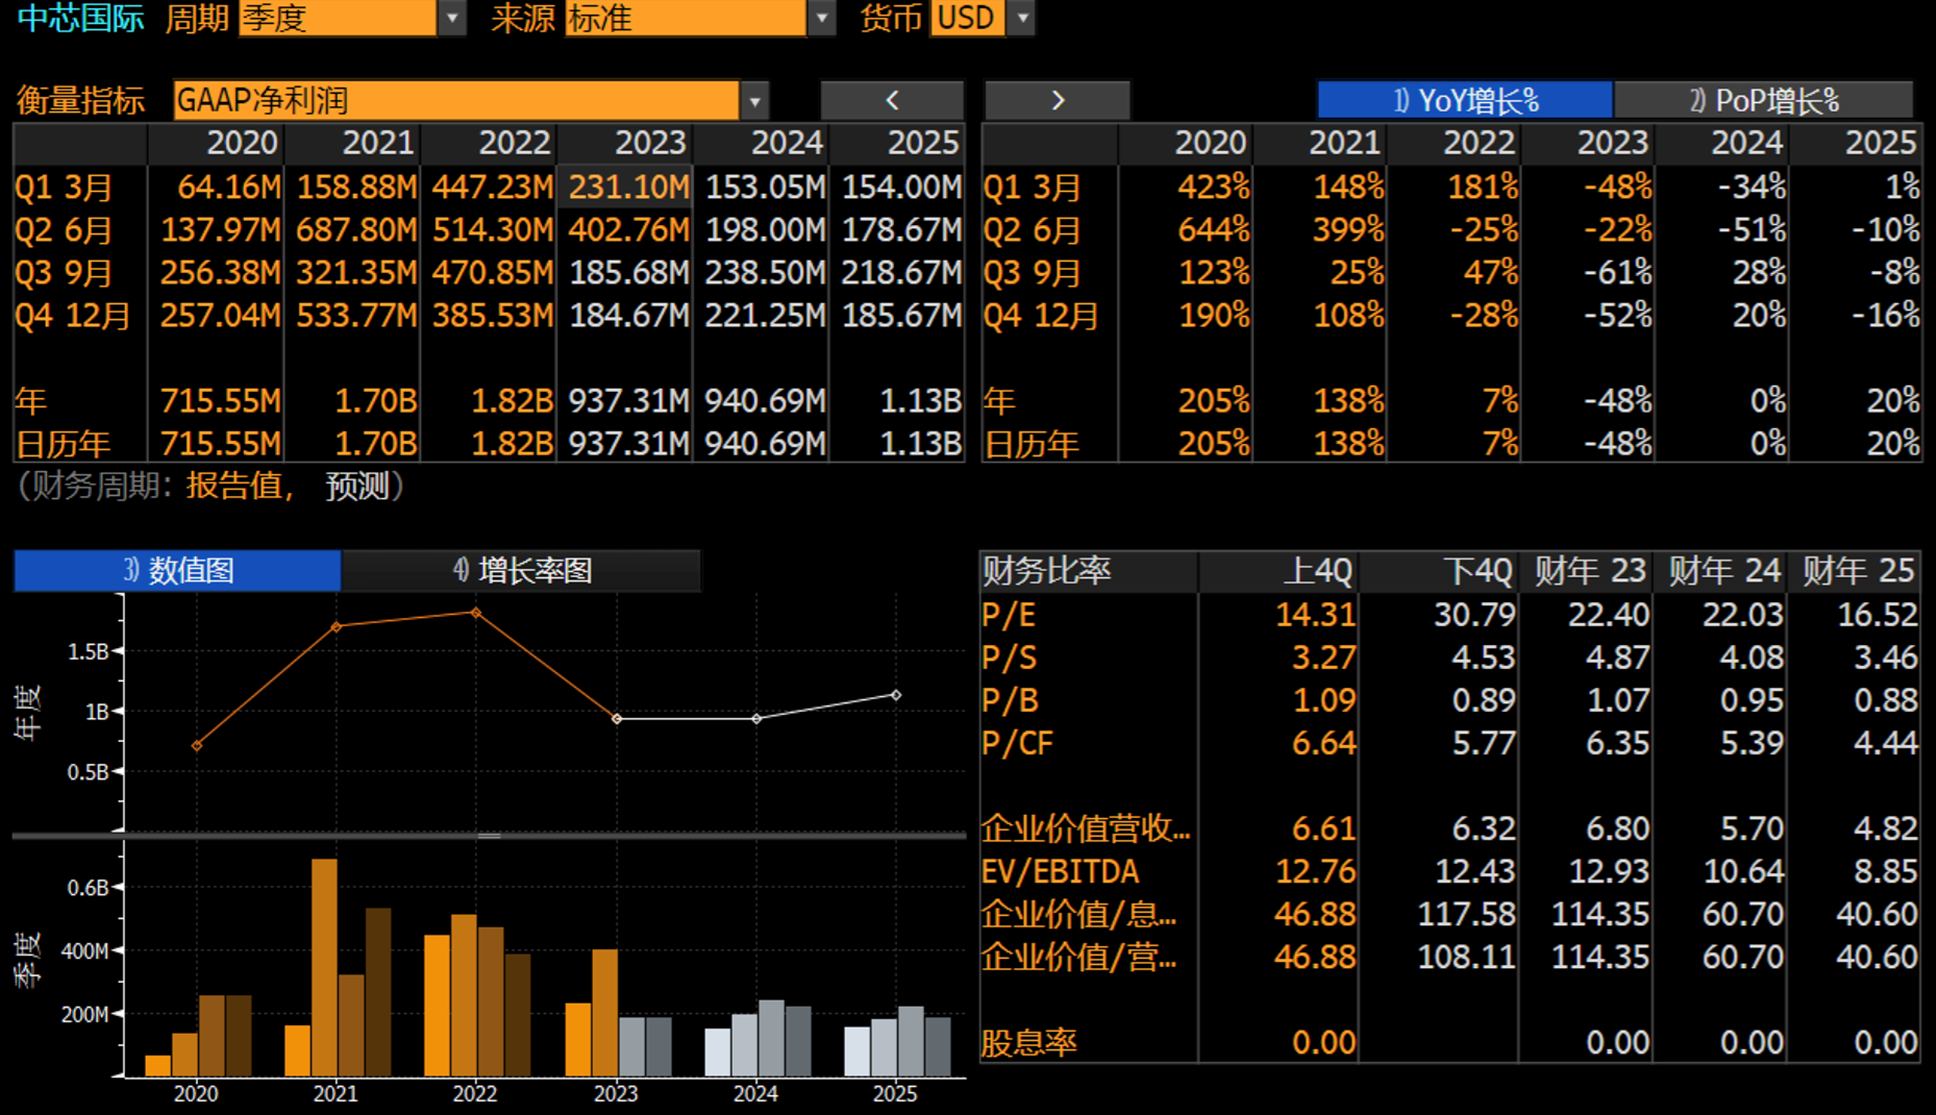 中芯国际 周期 季度 来源 标准 货币 USD
衡量指标 GAAP净利润 < > 1) YoY增长% 2) PoP增长%
2020 2021 2022 2023 2024 2025 2020 2021 2022 2023 2024 2025
Q1 3月 64.16M 158.88M 447.23M 231.10M 153.05M 154.00M Q1 3月 423% 148% 181% -48% -34% 1%
Q2 6月 137.97M 687.80M 514.30M 402.76M 198.00M 178.67M Q2 6月 644% 399% -25% -22% -51% -10%
Q3 9月 256.38M 321.35M 470.85M 185.68M 238.50M 218.67M Q3 9月 123% 25% 47% -61% 28% -8%
Q4 12月 257.04M 533.77M 385.53M 184.67M 221.25M 185.67M Q4 12月 190% 108% -28% -52% 20% -16%
年 715.55M 1.70B 1.82B 937.31M 940.69M 1.13B 年 205% 138% 7% -48% 0% 20%
日历年 715.55M 1.70B 1.82B 937.31M 940.69M 1.13B 日历年 205% 138% 7% -48% 0% 20%
(财务周期: 报告值, 预测)
3) 数值图 4) 增长率图
年度
1.5B
1B
0.5B
季度
0.6B
400M
200M
2020 2021 2022 2023 2024 2025
财务比率 上4Q 下4Q 财年 23 财年 24 财年 25
P/E 14.31 30.79 22.40 22.03 16.52
P/S 3.27 4.53 4.87 4.08 3.46
P/B 1.09 0.89 1.07 0.95 0.88
P/CF 6.64 5.77 6.35 5.39 4.44
企业价值营收... 6.61 6.32 6.80 5.70 4.82
EV/EBITDA 12.76 12.43 12.93 10.64 8.85
企业价值/息... 46.88 117.58 114.35 60.70 40.60
企业价值/营... 46.88 108.11 114.35 60.70 40.60
股息率 0.00 0.00 0.00 0.00